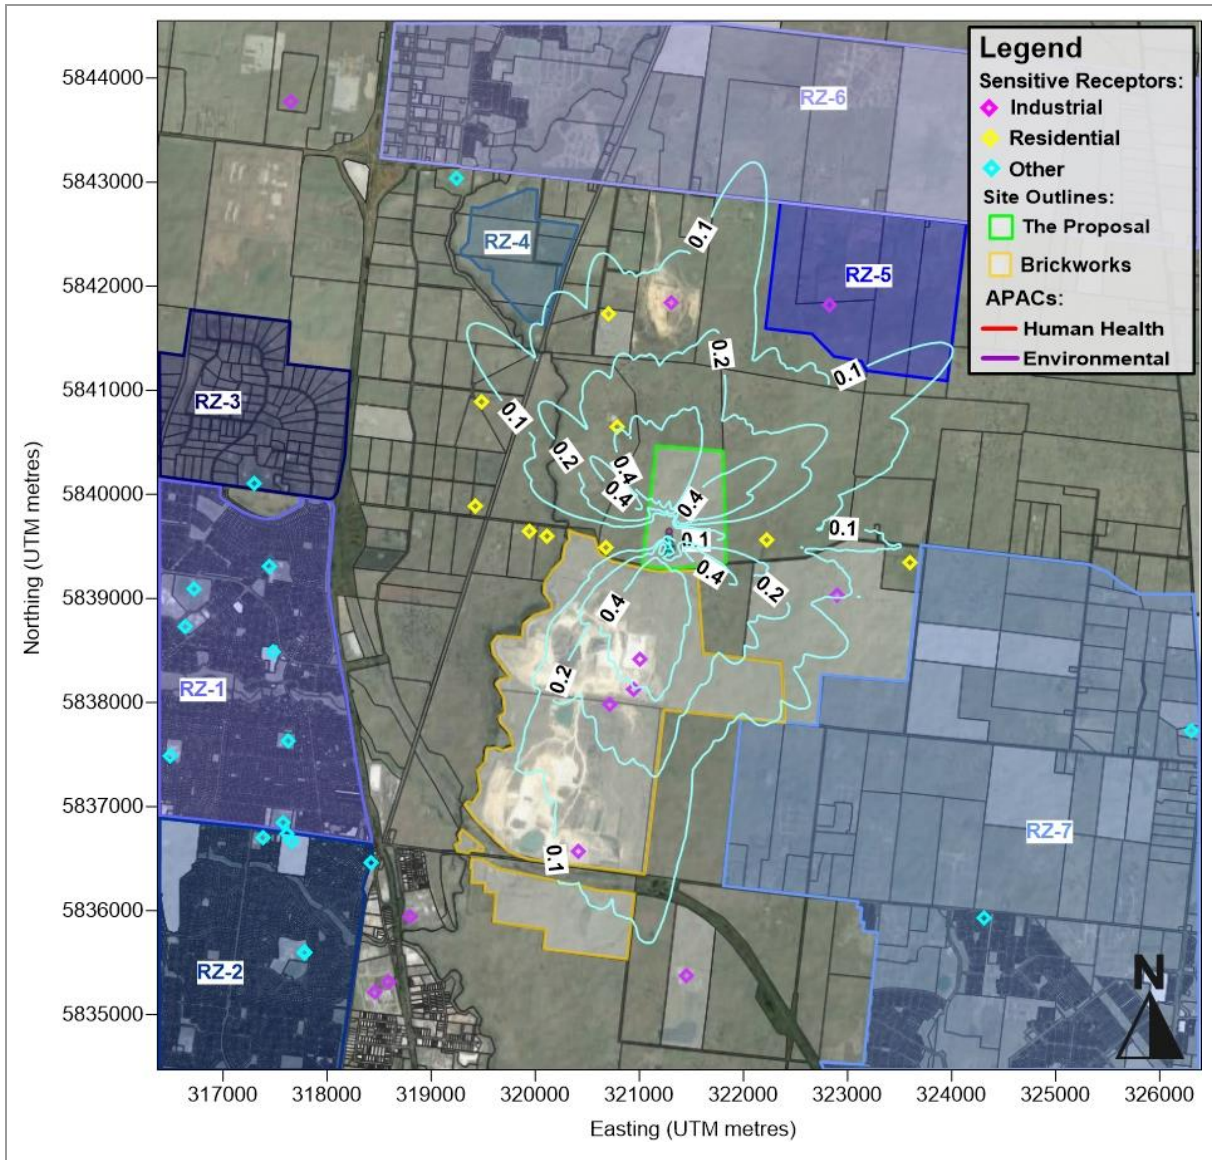 Legend
Sensitive Receptors:
Industrial
Residential
Other
Site Outlines:
The Proposal
Brickworks
APACs:
Human Health
Environmental
5844000
RZ-6
5843000
0.1
RZ-4
RZ-5
5842000
0.2
5841000
0.1
RZ-3
0.1
0.2
0.4
0.4
0.4
5840000
0.1
0.1
0.4
0.2
5839000
0.4
0.2
RZ-1
5838000
5837000
RZ-7
0.1
5836000
RZ-2
N
5835000
Northing (UTM metres)
317000 318000 319000 320000 321000 322000 323000 324000 325000 326000
Easting (UTM metres)